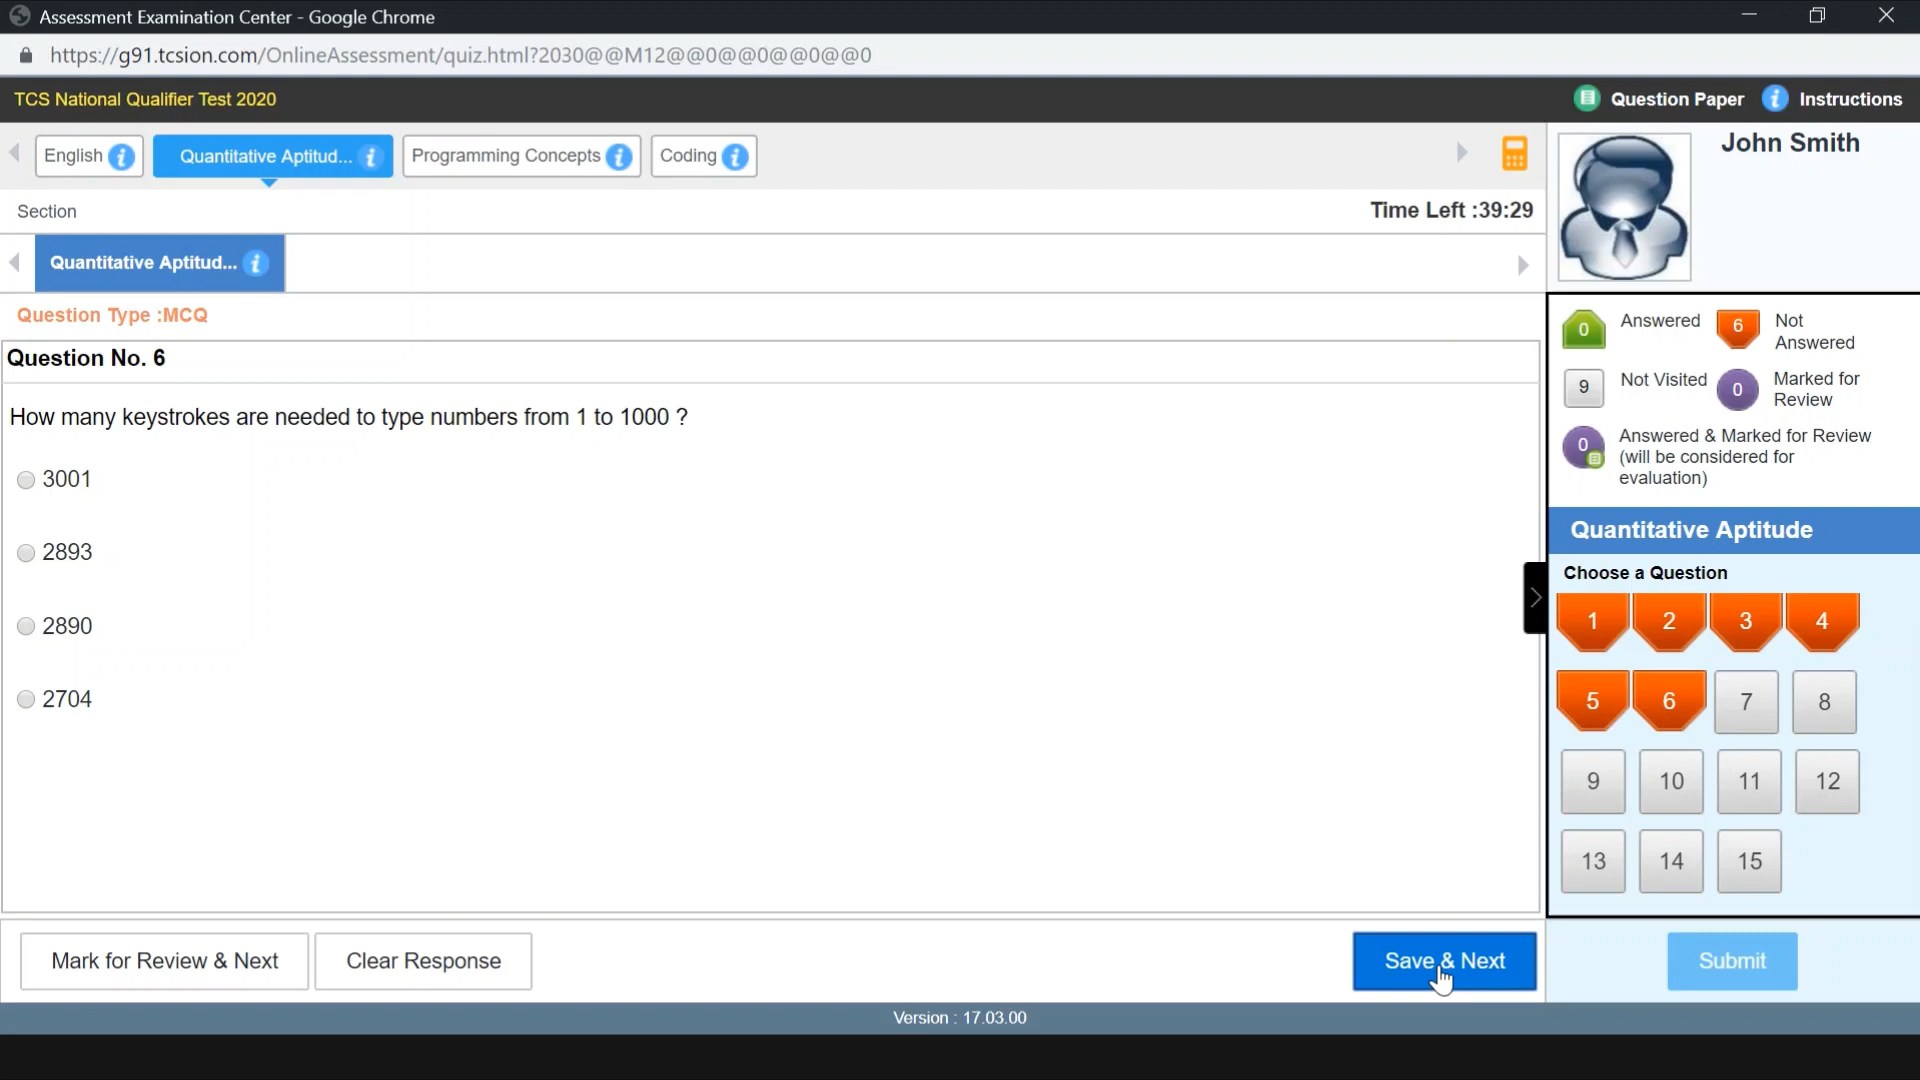 Assessment Examination Center - Google Chrome
https://g91.tcsion.com/OnlineAssessment/quiz.html?2030@@M12@@0@@0@@0@@0
TCS National Qualifier Test 2020
Question Paper
Instructions
English
Quantitative Aptitud...
Programming Concepts
Coding
John Smith
Section
Time Left :39:29
Quantitative Aptitud...
Question Type :MCQ
Question No. 6
How many keystrokes are needed to type numbers from 1 to 1000 ?
3001
2893
2890
2704
0 Answered
6 Not
Answered
9 Not Visited
0 Marked for
Review
0 Answered & Marked for Review
(will be considered for
evaluation)
Quantitative Aptitude
Choose a Question
1 2 3 4
5 6 7 8
9 10 11 12
13 14 15
Mark for Review & Next
Clear Response
Save & Next
Submit
Version : 17.03.00